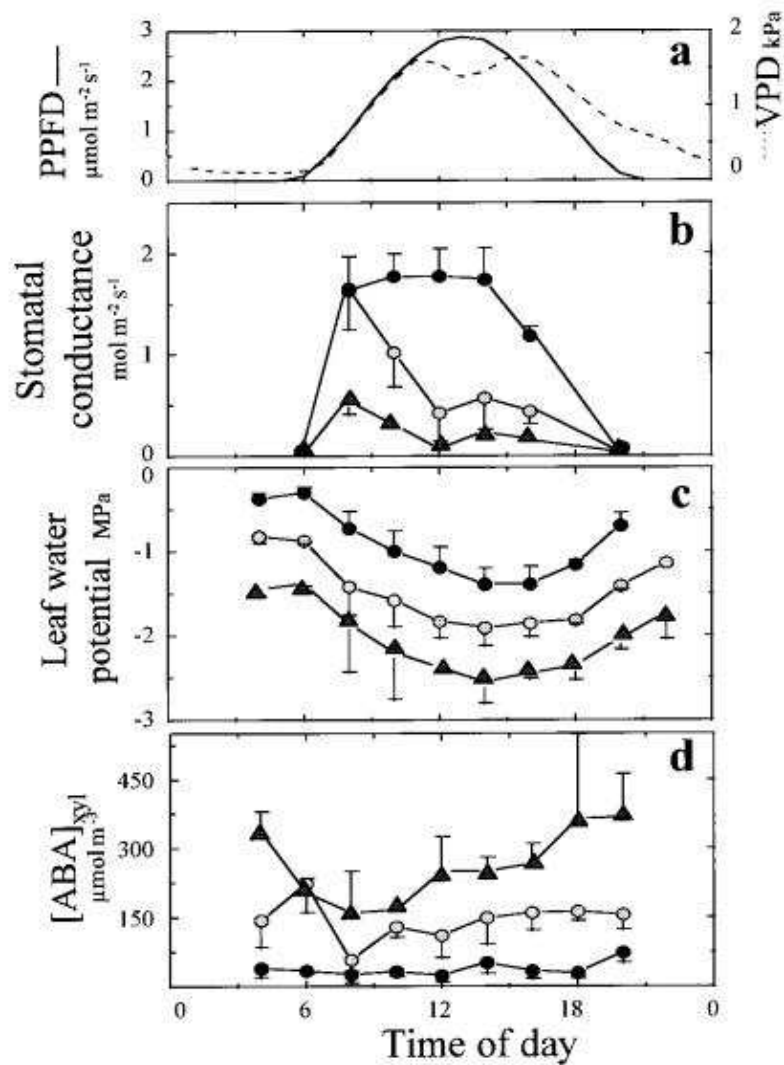 a
PPFD —
µmol m⁻² s⁻¹
3
2
1
0
2
1
0
.....VPD kPa
b
Stomatal
conductance
mol m⁻² s⁻¹
2
1
0
c
Leaf water
potential MPa
0
-1
-2
-3
d
[ABA]xyl
µmol m⁻³
450
300
150
0 6 12 18 0
Time of day